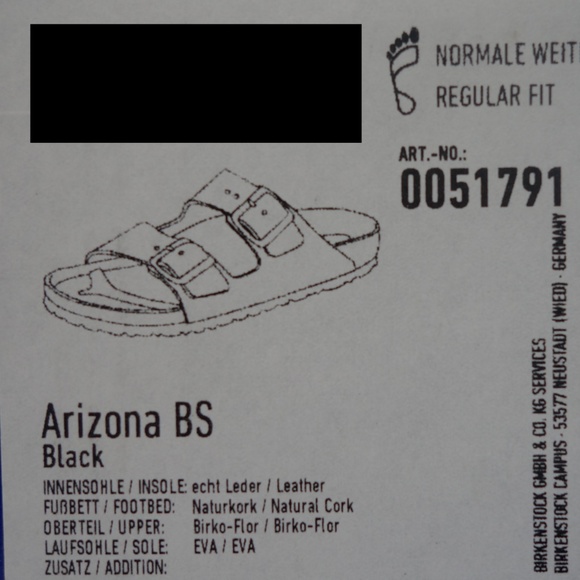 NORMALE WEIT
REGULAR FIT
ART.-NO.:
0051791
Arizona BS
Black
INNENSOHLE / INSOLE: echt Leder / Leather
FUẞBETT / FOOTBED: Naturkork / Natural Cork
OBERTEIL / UPPER: Birko-Flor / Birko-Flor
LAUFSOHLE / SOLE: EVA / EVA
ZUSATZ / ADDITION:
BIRKENSTOCK GMBH & CO. KG SERVICES
BIRKENSTOCK CAMPUS · 53577 NEUSTADT (WIED) · GERMANY